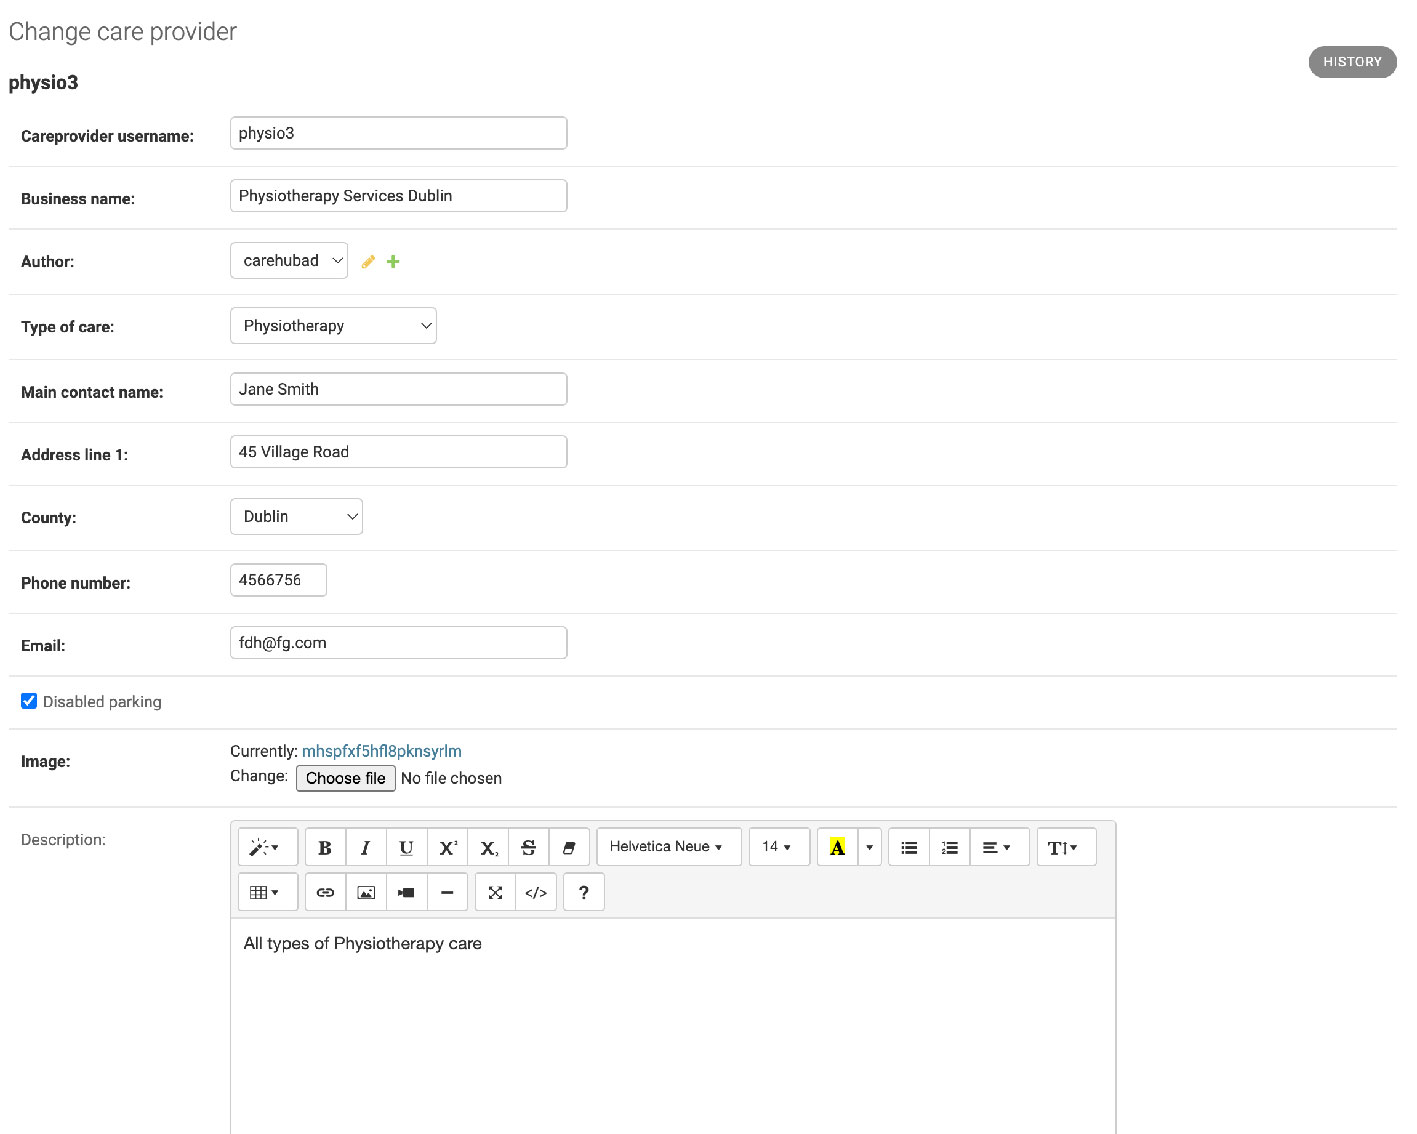 Change care provider
HISTORY
physio3
Careprovider username: physio3
Business name: Physiotherapy Services Dublin
Author: carehubad
Type of care: Physiotherapy
Main contact name: Jane Smith
Address line 1: 45 Village Road
County: Dublin
Phone number: 4566756
Email: fdh@fg.com
Disabled parking
Image: Currently: mhspfxf5hfl8pknsyrlm
Change: Choose file No file chosen
Description:
B I U X² X₂ S Helvetica Neue 14 A T
</> ?
All types of Physiotherapy care